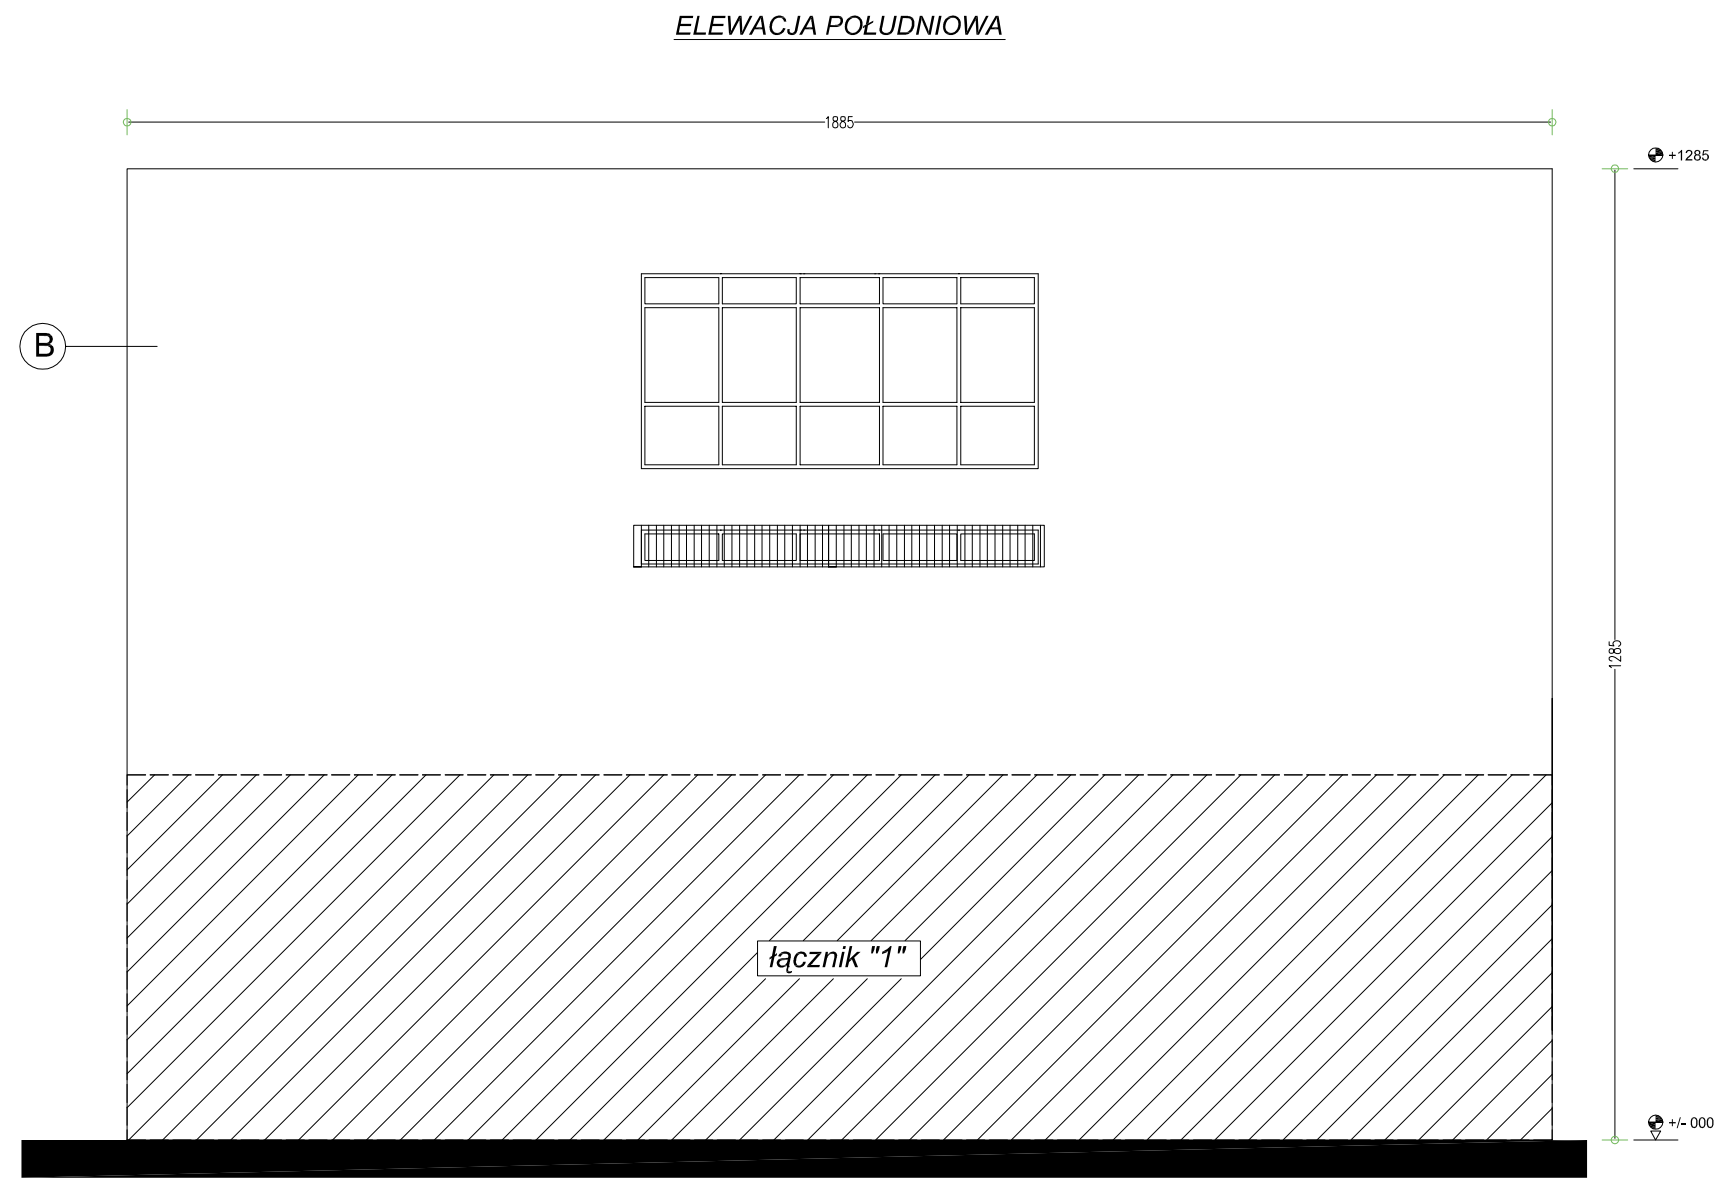 ELEWACJA POŁUDNIOWA
1885
+1285
B
1285
łącznik "1"
+/- 000